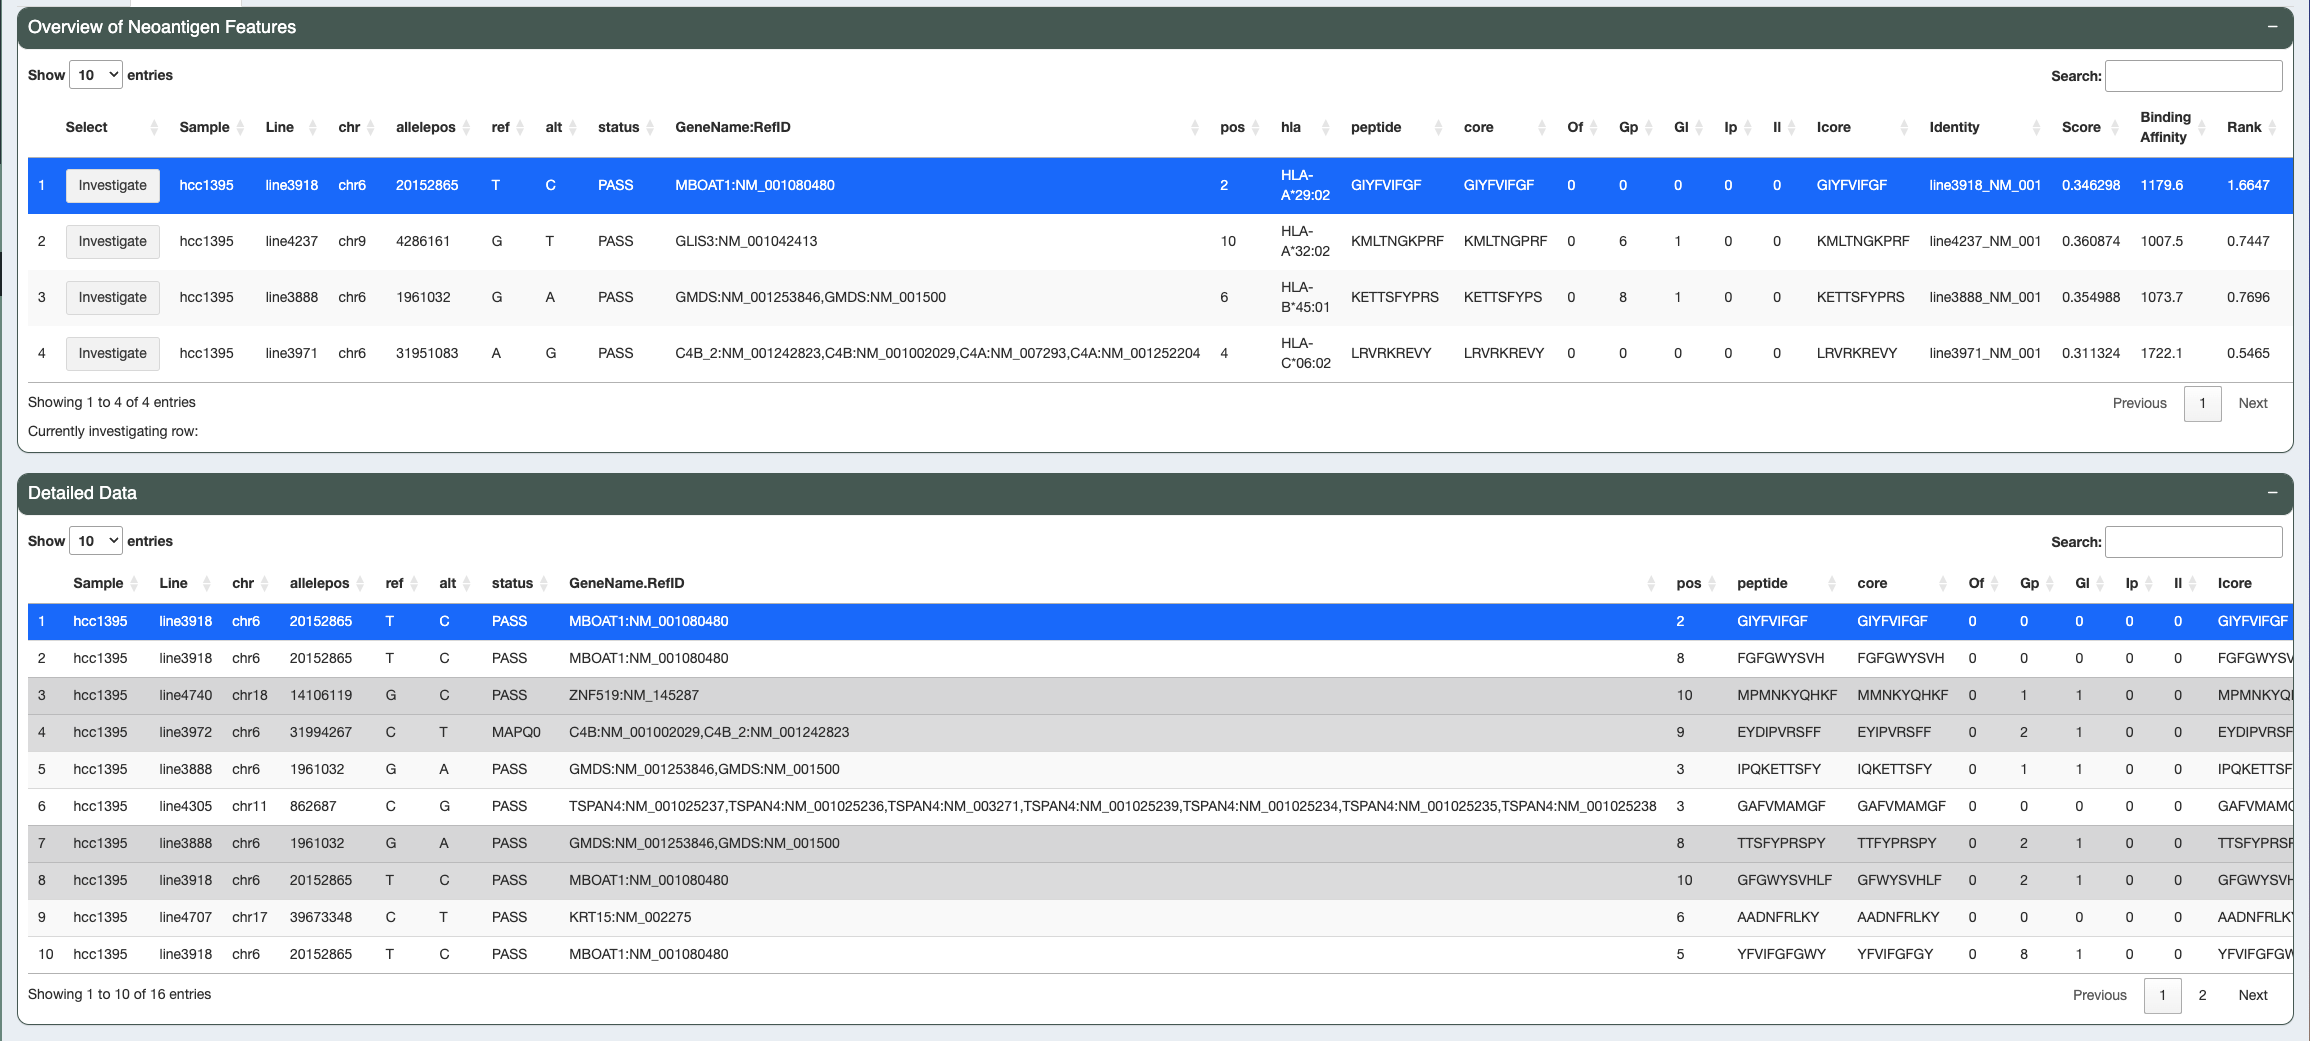 Overview of Neoantigen Features
Show 10 entries Search:
Select Sample Line chr allelepos ref alt status GeneName:RefID pos hla peptide core Of Gp Gl Ip Il Icore Identity Score Binding Affinity Rank
1 Investigate hcc1395 line3918 chr6 20152865 T C PASS MBOAT1:NM_001080480 2 HLA-A*29:02 GIYFVIFGF GIYFVIFGF 0 0 0 0 0 GIYFVIFGF line3918_NM_001 0.346298 1179.6 1.6647
2 Investigate hcc1395 line4237 chr9 4286161 G T PASS GLIS3:NM_001042413 10 HLA-A*32:02 KMLTNGKPRF KMLTNGPRF 0 6 1 0 0 KMLTNGKPRF line4237_NM_001 0.360874 1007.5 0.7447
3 Investigate hcc1395 line3888 chr6 1961032 G A PASS GMDS:NM_001253846,GMDS:NM_001500 6 HLA-B*45:01 KETTSFYPRS KETTSFYPS 0 8 1 0 0 KETTSFYPRS line3888_NM_001 0.354988 1073.7 0.7696
4 Investigate hcc1395 line3971 chr6 31951083 A G PASS C4B_2:NM_001242823,C4B:NM_001002029,C4A:NM_007293,C4A:NM_001252204 4 HLA-C*06:02 LRVRKREVY LRVRKREVY 0 0 0 0 0 LRVRKREVY line3971_NM_001 0.311324 1722.1 0.5465
Showing 1 to 4 of 4 entries Previous 1 Next
Currently investigating row:
Detailed Data
Show 10 entries Search:
Sample Line chr allelepos ref alt status GeneName.RefID pos peptide core Of Gp Gl Ip Il Icore
1 hcc1395 line3918 chr6 20152865 T C PASS MBOAT1:NM_001080480 2 GIYFVIFGF GIYFVIFGF 0 0 0 0 0 GIYFVIFGF
2 hcc1395 line3918 chr6 20152865 T C PASS MBOAT1:NM_001080480 8 FGFGWYSVH FGFGWYSVH 0 0 0 0 0 FGFGWYSV
3 hcc1395 line4740 chr18 14106119 G C PASS ZNF519:NM_145287 10 MPMNKYQHKF MMNKYQHKF 0 1 1 0 0 MPMNKYQ
4 hcc1395 line3972 chr6 31994267 C T MAPQ0 C4B:NM_001002029,C4B_2:NM_001242823 9 EYDIPVRSFF EYIPVRSFF 0 2 1 0 0 EYDIPVRSF
5 hcc1395 line3888 chr6 1961032 G A PASS GMDS:NM_001253846,GMDS:NM_001500 3 IPQKETTSFY IQKETTSFY 0 1 1 0 0 IPQKETTSF
6 hcc1395 line4305 chr11 862687 C G PASS TSPAN4:NM_001025237,TSPAN4:NM_001025236,TSPAN4:NM_003271,TSPAN4:NM_001025239,TSPAN4:NM_001025234,TSPAN4:NM_001025235,TSPAN4:NM_001025238 3 GAFVMAMGF GAFVMAMGF 0 0 0 0 0 GAFVMAM
7 hcc1395 line3888 chr6 1961032 G A PASS GMDS:NM_001253846,GMDS:NM_001500 8 TTSFYPRSPY TTFYPRSPY 0 2 1 0 0 TTSFYPRS
8 hcc1395 line3918 chr6 20152865 T C PASS MBOAT1:NM_001080480 10 GFGWYSVHLF GFWYSVHLF 0 2 1 0 0 GFGWYSV
9 hcc1395 line4707 chr17 39673348 C T PASS KRT15:NM_002275 6 AADNFRLKY AADNFRLKY 0 0 0 0 0 AADNFRLK
10 hcc1395 line3918 chr6 20152865 T C PASS MBOAT1:NM_001080480 5 YFVIFGFGWY YFVIFGFGY 0 8 1 0 0 YFVIFGFG
Showing 1 to 10 of 16 entries Previous 1 2 Next